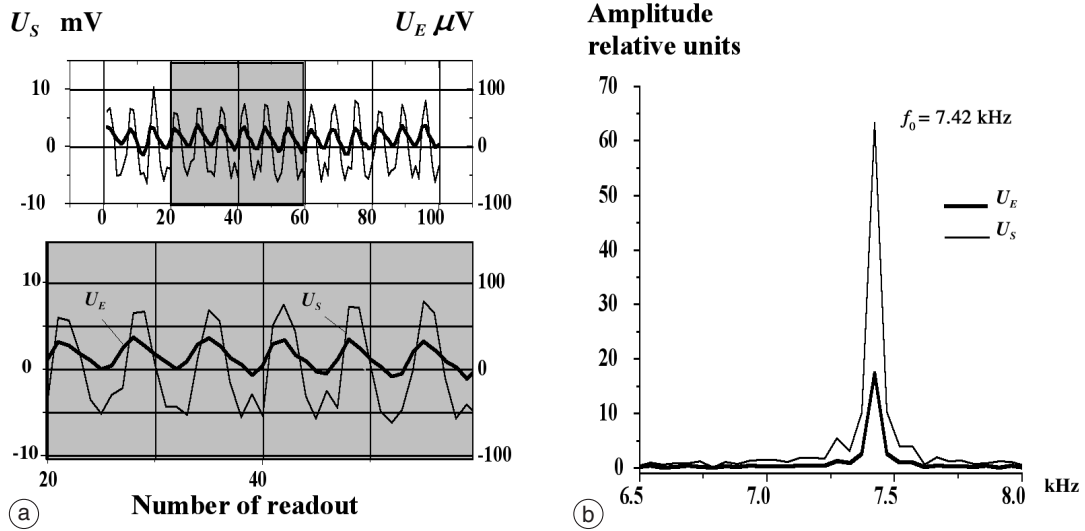 U_S mV
U_E μV
10
0
-10
100
0
-100
0 20 40 60 80 100
10
0
-10
100
0
-100
U_E
U_S
20 40
Number of readout
a
Amplitude
relative units
70
60
50
40
30
20
10
0
f_0 = 7.42 kHz
U_E
U_S
6.5 7.0 7.5 8.0 kHz
b